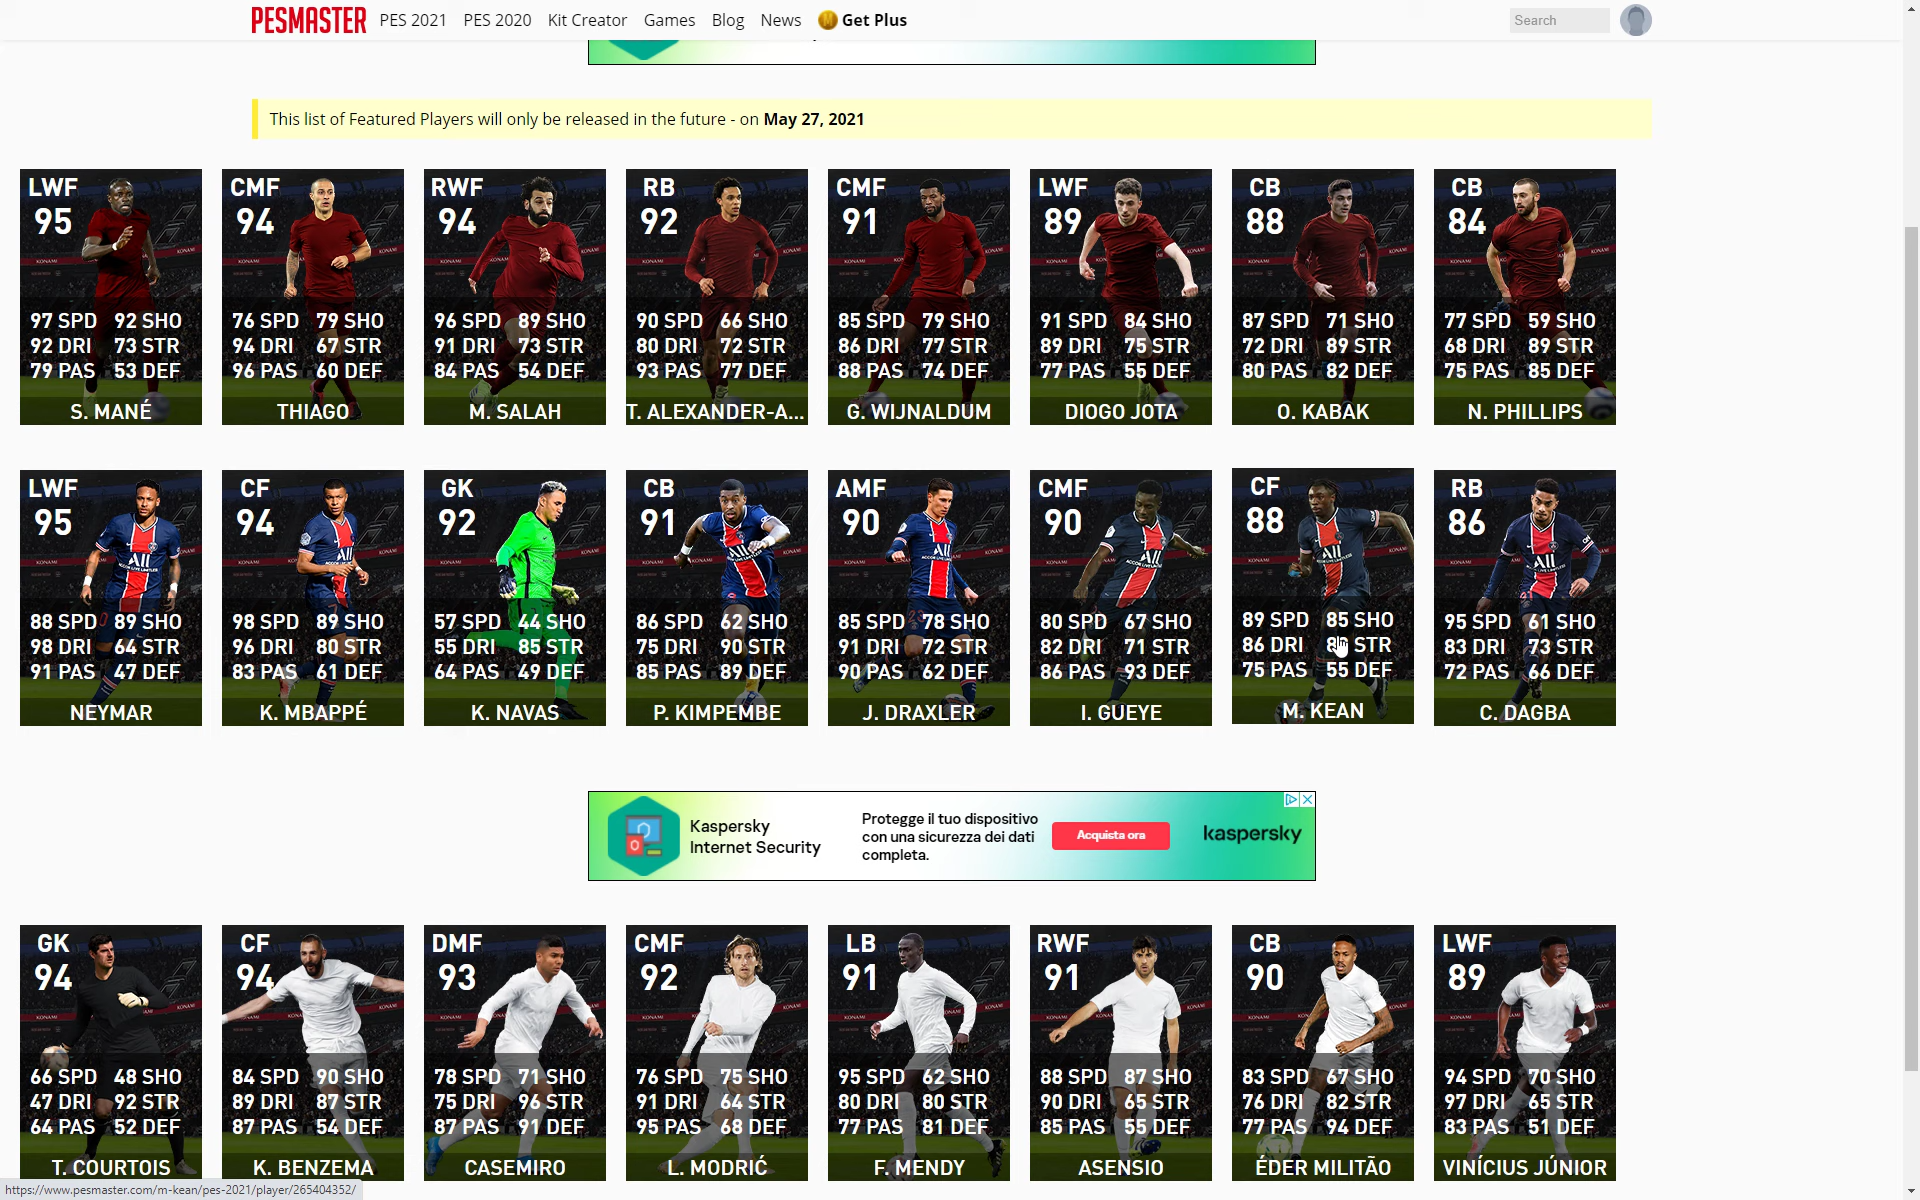 PESMASTER PES 2021 PES 2020 Kit Creator Games Blog News Get Plus Search
This list of Featured Players will only be released in the future - on May 27, 2021
LWF
95
97 SPD 92 SHO
92 DRI 73 STR
79 PAS 53 DEF
S. MANÉ
CMF
94
76 SPD 79 SHO
94 DRI 67 STR
96 PAS 60 DEF
THIAGO
RWF
94
96 SPD 89 SHO
91 DRI 73 STR
84 PAS 54 DEF
M. SALAH
RB
92
90 SPD 66 SHO
80 DRI 72 STR
93 PAS 77 DEF
T. ALEXANDER-A...
CMF
91
85 SPD 79 SHO
86 DRI 77 STR
88 PAS 74 DEF
G. WIJNALDUM
LWF
89
91 SPD 84 SHO
89 DRI 75 STR
77 PAS 55 DEF
DIOGO JOTA
CB
88
87 SPD 71 SHO
72 DRI 89 STR
80 PAS 82 DEF
O. KABAK
CB
84
77 SPD 59 SHO
68 DRI 89 STR
75 PAS 85 DEF
N. PHILLIPS
LWF
95
88 SPD 89 SHO
98 DRI 64 STR
91 PAS 47 DEF
NEYMAR
CF
94
98 SPD 89 SHO
96 DRI 80 STR
83 PAS 61 DEF
K. MBAPPÉ
GK
92
57 SPD 44 SHO
55 DRI 85 STR
64 PAS 49 DEF
K. NAVAS
CB
91
86 SPD 62 SHO
75 DRI 90 STR
85 PAS 89 DEF
P. KIMPEMBE
AMF
90
85 SPD 78 SHO
91 DRI 72 STR
90 PAS 62 DEF
J. DRAXLER
CMF
90
80 SPD 67 SHO
82 DRI 71 STR
86 PAS 93 DEF
I. GUEYE
CF
88
89 SPD 85 SHO
86 DRI STR
75 PAS 55 DEF
M. KEAN
RB
86
95 SPD 61 SHO
83 DRI 73 STR
72 PAS 66 DEF
C. DAGBA
Kaspersky
Internet Security
Protegge il tuo dispositivo
con una sicurezza dei dati
completa.
Acquista ora
kaspersky
GK
94
66 SPD 48 SHO
47 DRI 92 STR
64 PAS 52 DEF
T. COURTOIS
CF
94
84 SPD 90 SHO
89 DRI 87 STR
87 PAS 54 DEF
K. BENZEMA
DMF
93
78 SPD 71 SHO
75 DRI 96 STR
87 PAS 91 DEF
CASEMIRO
CMF
92
76 SPD 75 SHO
91 DRI 64 STR
95 PAS 68 DEF
L. MODRIĆ
LB
91
95 SPD 62 SHO
80 DRI 80 STR
77 PAS 81 DEF
F. MENDY
RWF
91
88 SPD 87 SHO
90 DRI 65 STR
85 PAS 55 DEF
ASENSIO
CB
90
83 SPD 67 SHO
76 DRI 82 STR
77 PAS 94 DEF
ÉDER MILITÃO
LWF
89
94 SPD 70 SHO
97 DRI 65 STR
83 PAS 51 DEF
VINÍCIUS JÚNIOR
https://www.pesmaster.com/m-kean/pes-2021/player/265404352/